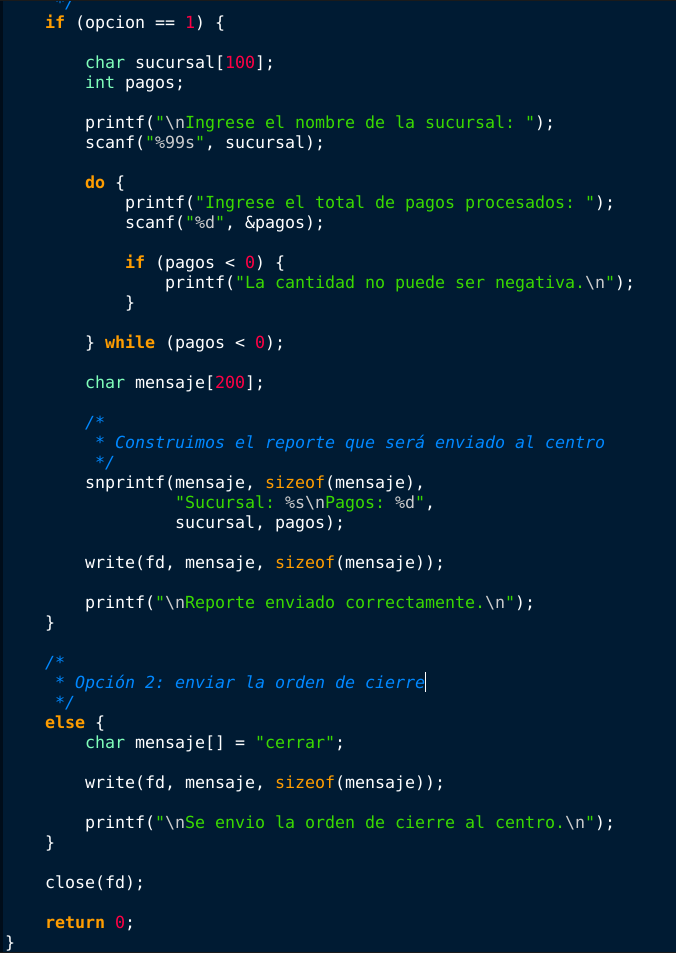 */
if (opcion == 1) {
char sucursal[100];
int pagos;
printf("\nIngrese el nombre de la sucursal: ");
scanf("%99s", sucursal);
do {
printf("Ingrese el total de pagos procesados: ");
scanf("%d", &pagos);
if (pagos < 0) {
printf("La cantidad no puede ser negativa.\n");
}
} while (pagos < 0);
char mensaje[200];
/*
* Construimos el reporte que será enviado al centro
*/
snprintf(mensaje, sizeof(mensaje),
"Sucursal: %s\nPagos: %d",
sucursal, pagos);
write(fd, mensaje, sizeof(mensaje));
printf("\nReporte enviado correctamente.\n");
}
/*
* Opción 2: enviar la orden de cierre
*/
else {
char mensaje[] = "cerrar";
write(fd, mensaje, sizeof(mensaje));
printf("\nSe envio la orden de cierre al centro.\n");
}
close(fd);
return 0;
}